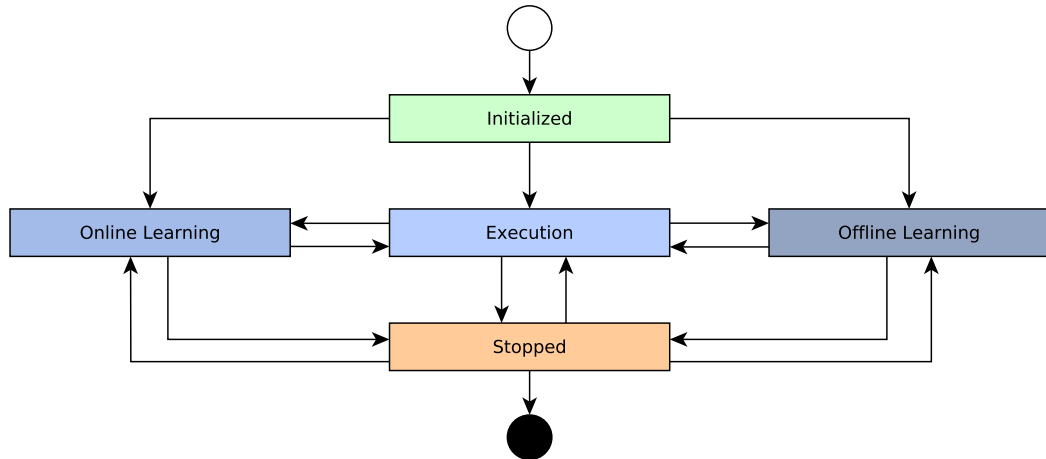 Initialized
Online Learning
Execution
Offline Learning
Stopped